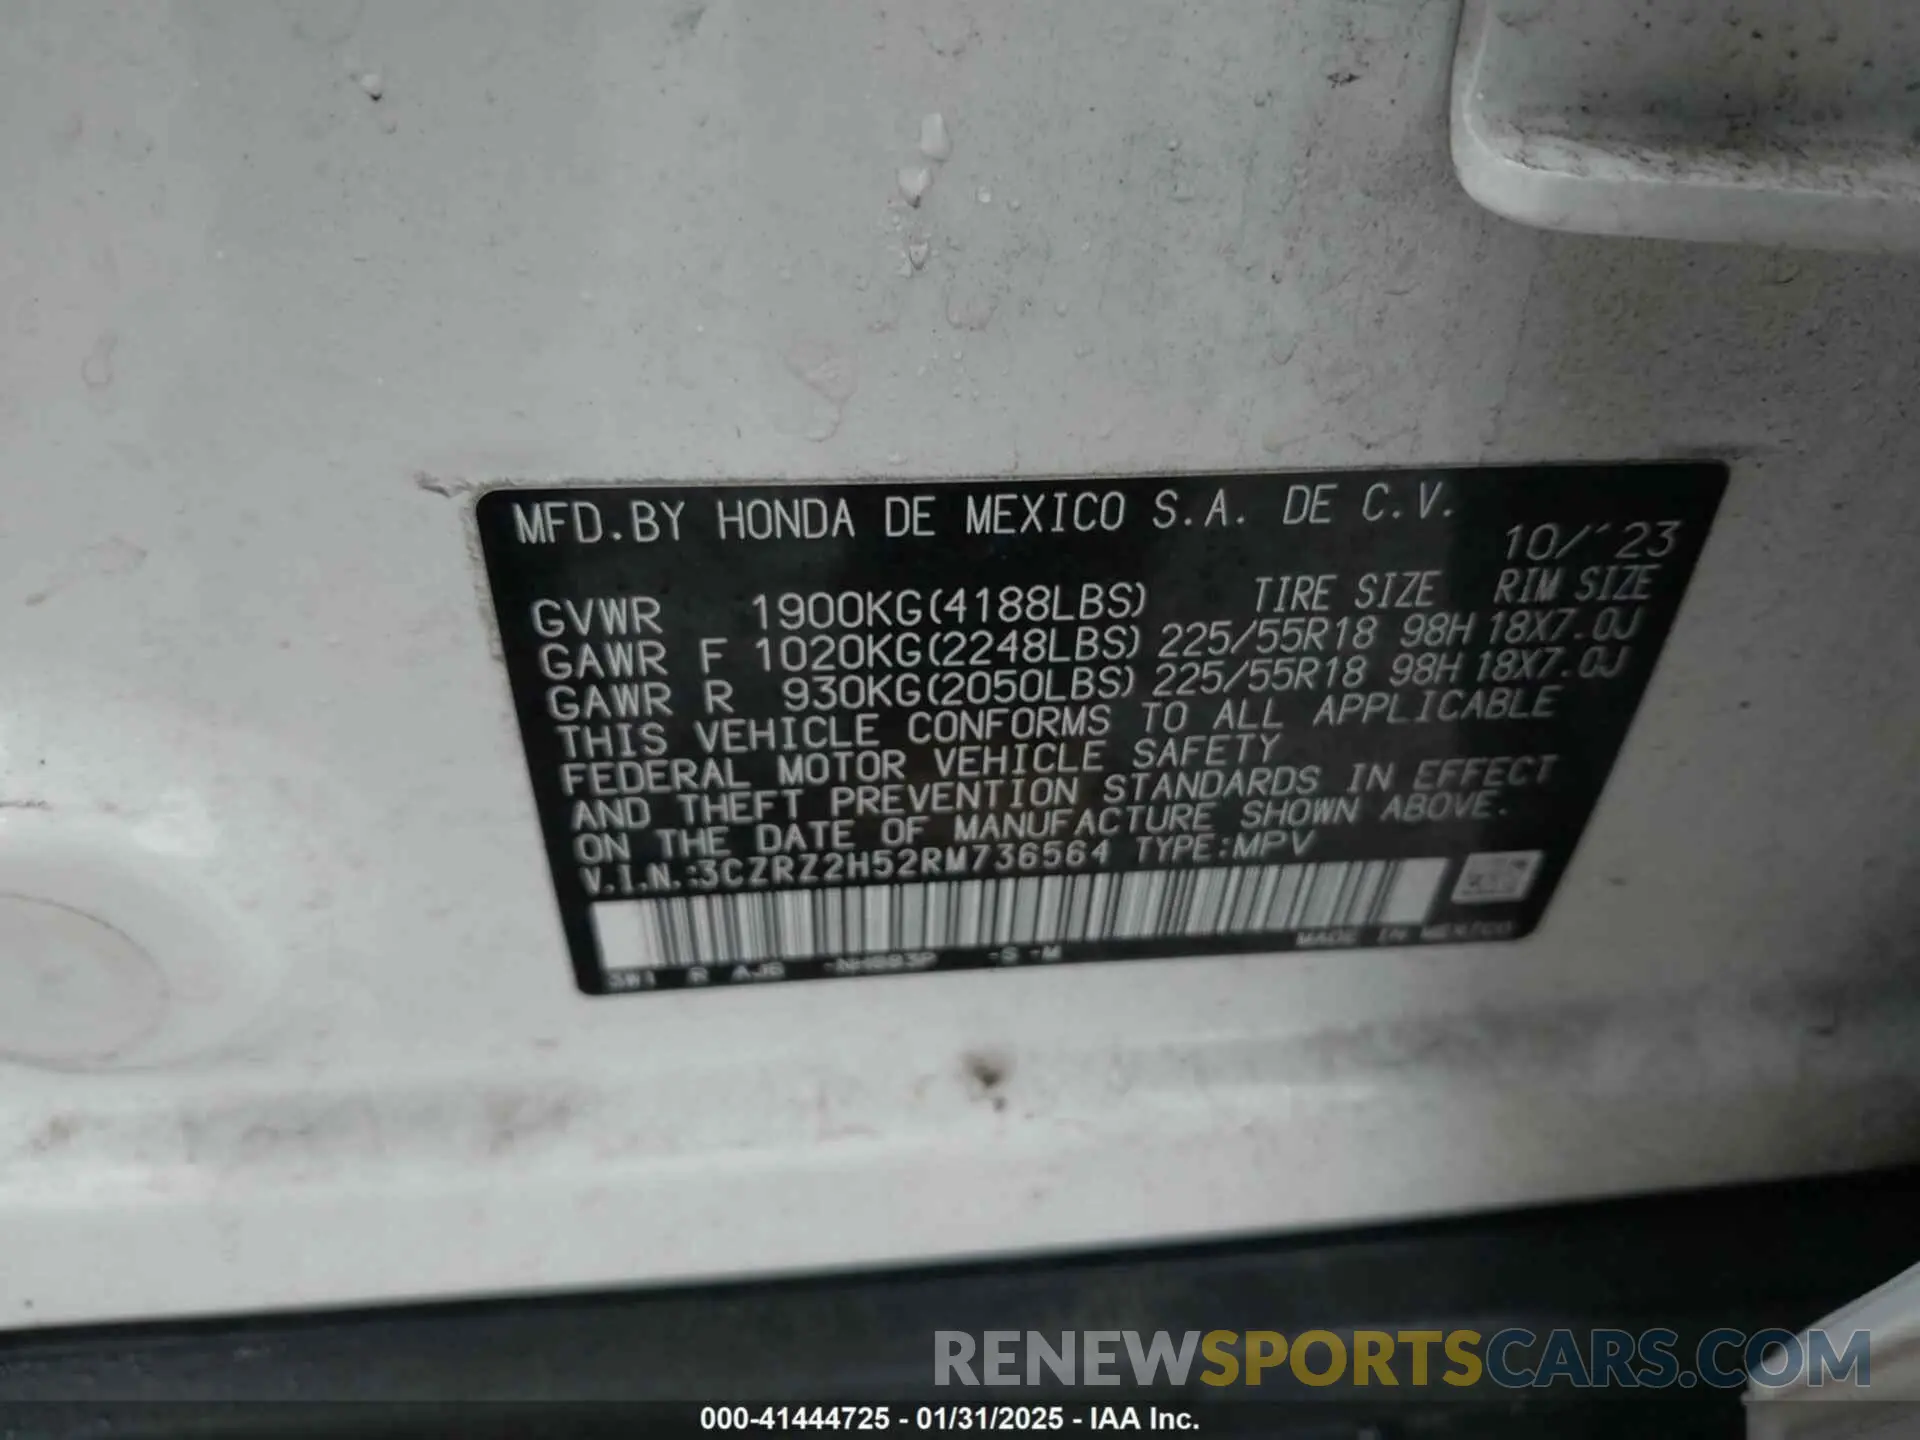 MFD.BY HONDA DE MEXICO S.A. DE C.V.
10/'23
GVWR 1900KG(4188LBS) TIRE SIZE RIM SIZE
GAWR F 1020KG(2248LBS) 225/55R18 98H 18X7.0J
GAWR R 930KG(2050LBS) 225/55R18 98H 18X7.0J
THIS VEHICLE CONFORMS TO ALL APPLICABLE
FEDERAL MOTOR VEHICLE SAFETY
AND THEFT PREVENTION STANDARDS IN EFFECT
ON THE DATE OF MANUFACTURE SHOWN ABOVE.
V.I.N.:3CZRZ2H52RM736564 TYPE:MPV
MADE IN MEXICO
3W1 R AJ6 -NH883P -S -M
RENEWSPORTSCARS.COM
000-41444725 - 01/31/2025 - IAA Inc.